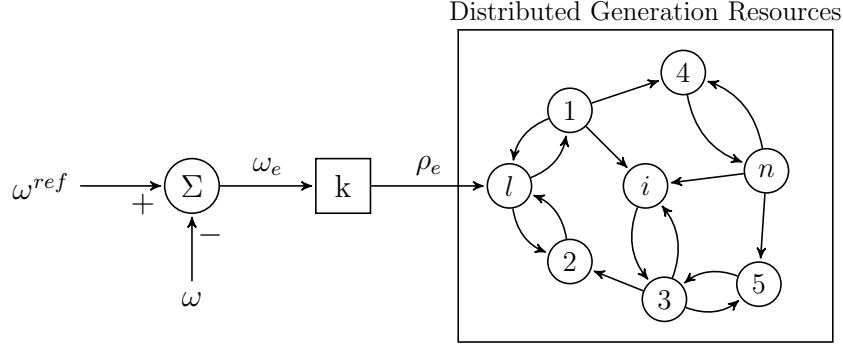 Distributed Generation Resources
ω^{ref}
+
Σ
−
ω
ω_e
k
ρ_e
l
1
2
i
3
4
n
5